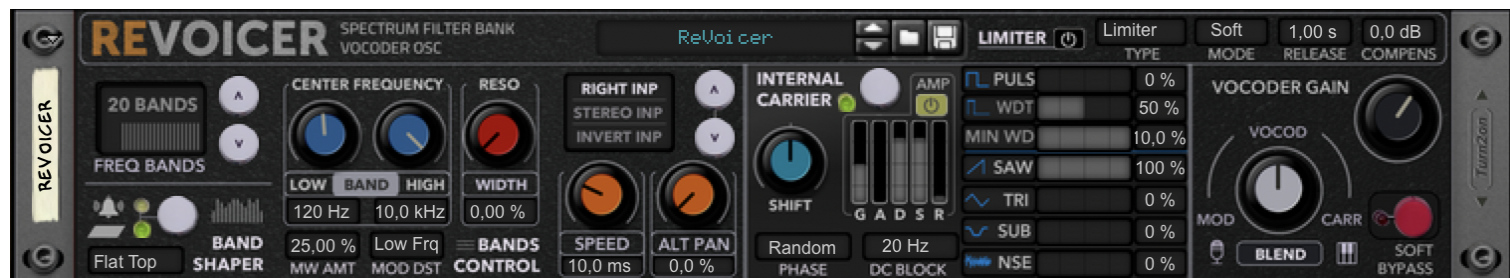 REVOICER
SPECTRUM FILTER BANK
VOCODER OSC
ReVoicer
LIMITER
Limiter
TYPE
Soft
MODE
1,00 s
RELEASE
0,0 dB
COMPENS
REVOICER
20 BANDS
FREQ BANDS
CENTER FREQUENCY
LOW BAND HIGH
120 Hz 10,0 kHz
RESO
WIDTH
0,00 %
RIGHT INP
STEREO INP
INVERT INP
SPEED
10,0 ms
ALT PAN
0,0 %
Flat Top
BAND
SHAPER
25,00 %
MW AMT
Low Frq
MOD DST
BANDS
CONTROL
INTERNAL
CARRIER
AMP
SHIFT
G A D S R
Random
PHASE
20 Hz
DC BLOCK
PULS 0 %
WDT 50 %
MIN WD 10,0 %
SAW 100 %
TRI 0 %
SUB 0 %
NSE 0 %
VOCODER GAIN
VOCOD
MOD CARR
BLEND
SOFT
BYPASS
Turn2on